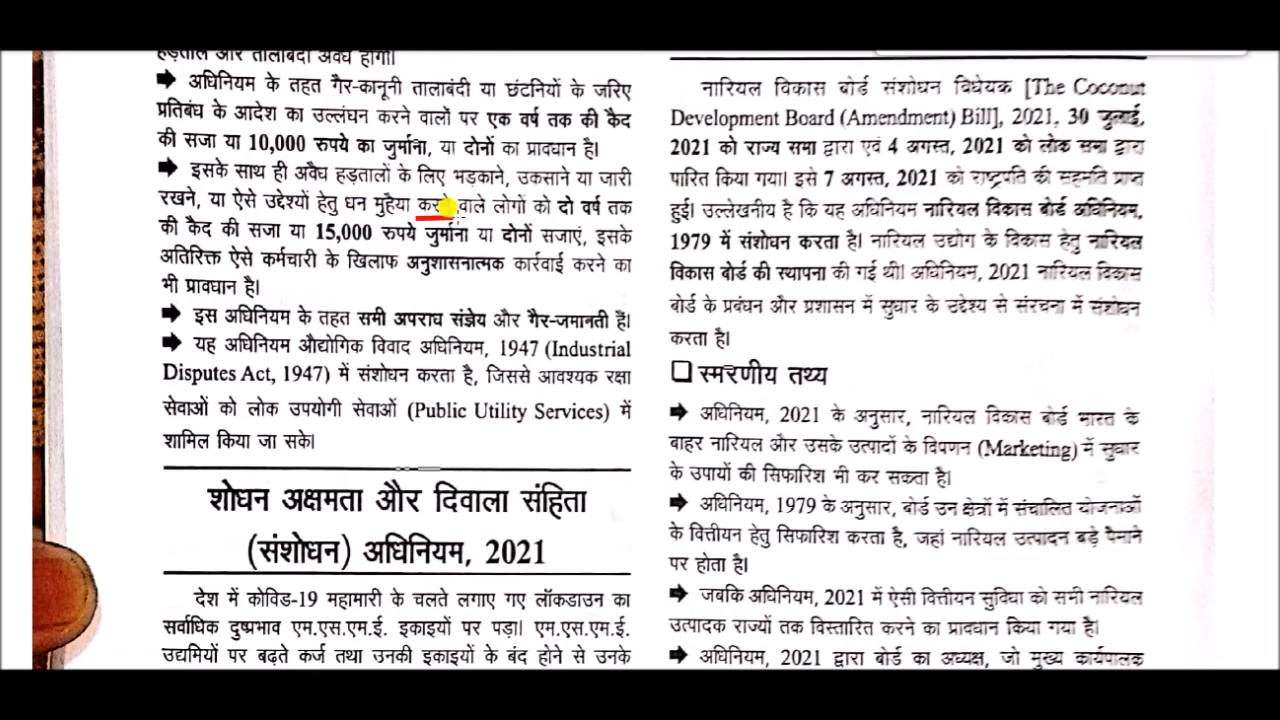 हड़ताल और तालाबंदी अवैध होगी।
➡ अधिनियम के तहत गैर-कानूनी तालाबंदी या छंटनियों के जरिए
प्रतिबंध के आदेश का उल्लंघन करने वालों पर एक वर्ष तक की कैद
की सजा या 10,000 रुपये का जुर्माना, या दोनों का प्रावधान है।
➡ इसके साथ ही अवैध हड़तालों के लिए भड़काने, उकसाने या जारी
रखने, या ऐसे उद्देश्यों हेतु धन मुहैया करने वाले लोगों को दो वर्ष तक
की कैद की सजा या 15,000 रुपये जुर्माना या दोनों सजाएं, इसके
अतिरिक्त ऐसे कर्मचारी के खिलाफ अनुशासनात्मक कार्रवाई करने का
भी प्रावधान है।
➡ इस अधिनियम के तहत सभी अपराध संज्ञेय और गैर-जमानती हैं।
➡ यह अधिनियम औद्योगिक विवाद अधिनियम, 1947 (Industrial
Disputes Act, 1947) में संशोधन करता है, जिससे आवश्यक रक्षा
सेवाओं को लोक उपयोगी सेवाओं (Public Utility Services) में
शामिल किया जा सके।
शोधन अक्षमता और दिवाला संहिता
(संशोधन) अधिनियम, 2021
देश में कोविड-19 महामारी के चलते लगाए गए लॉकडाउन का
सर्वाधिक दुष्प्रभाव एम.एस.एम.ई. इकाइयों पर पड़ा। एम.एस.एम.ई.
उद्यमियों पर बढ़ते कर्ज तथा उनकी इकाइयों के बंद होने से उनके
नारियल विकास बोर्ड संशोधन विधेयक [The Coconut
Development Board (Amendment) Bill], 2021, 30 जुलाई,
2021 को राज्य सभा द्वारा एवं 4 अगस्त, 2021 को लोक सभा द्वारा
पारित किया गया। इसे 7 अगस्त, 2021 को राष्ट्रपति की सहमति प्राप्त
हुई। उल्लेखनीय है कि यह अधिनियम नारियल विकास बोर्ड अधिनियम,
1979 में संशोधन करता है। नारियल उद्योग के विकास हेतु नारियल
विकास बोर्ड की स्थापना की गई थी। अधिनियम, 2021 नारियल विकास
बोर्ड के प्रबंधन और प्रशासन में सुधार के उद्देश्य से संरचना में संशोधन
करता है।
❑ स्मरणीय तथ्य
➡ अधिनियम, 2021 के अनुसार, नारियल विकास बोर्ड भारत के
बाहर नारियल और उसके उत्पादों के विपणन (Marketing) में सुधार
के उपायों की सिफारिश भी कर सकता है।
➡ अधिनियम, 1979 के अनुसार, बोर्ड उन क्षेत्रों में संचालित योजनाओं
के वित्तीयन हेतु सिफारिश करता है, जहां नारियल उत्पादन बड़े पैमाने
पर होता है।
➡ जबकि अधिनियम, 2021 में ऐसी वित्तीयन सुविधा को सभी नारियल
उत्पादक राज्यों तक विस्तारित करने का प्रावधान किया गया है।
➡ अधिनियम, 2021 द्वारा बोर्ड का अध्यक्ष, जो मुख्य कार्यपालक